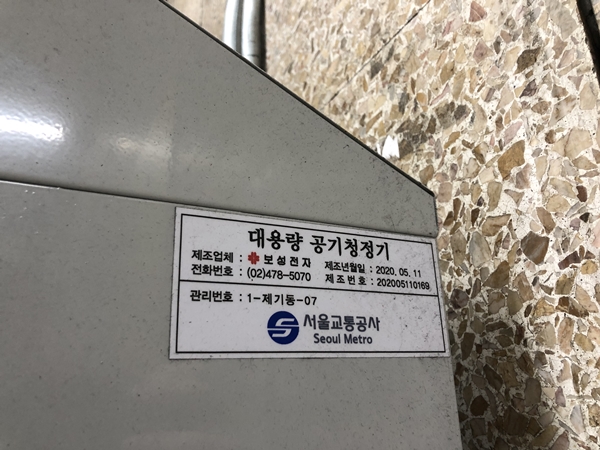 대용량 공기청정기
제조업체 : 보성전자 제조년월일 : 2020. 05. 11
전화번호 : (02)478-5070 제조번호 : 202005110169
관리번호 : 1-제기동-07
서울교통공사
Seoul Metro